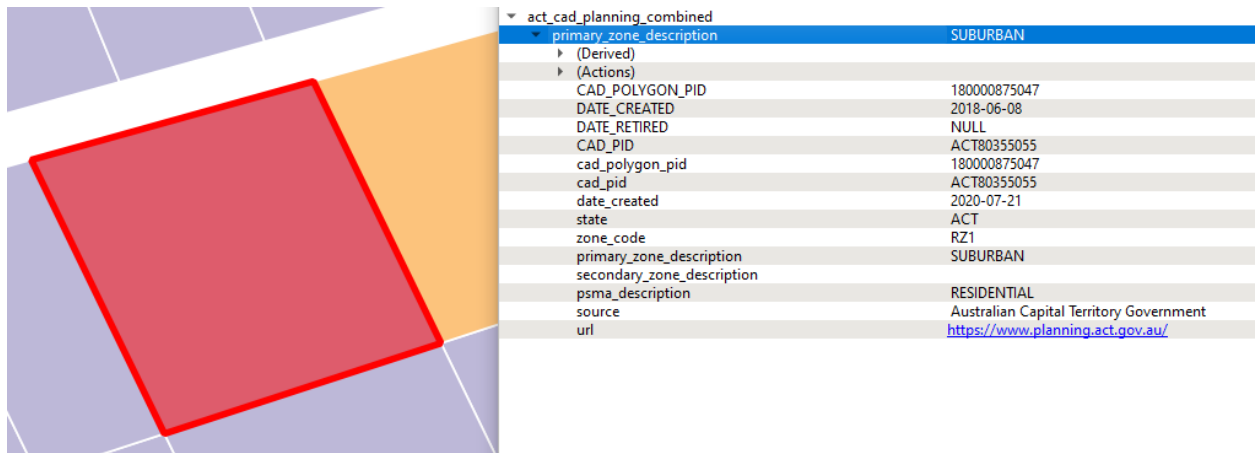 act_cad_planning_combined
primary_zone_description SUBURBAN
(Derived)
(Actions)
CAD_POLYGON_PID 180000875047
DATE_CREATED 2018-06-08
DATE_RETIRED NULL
CAD_PID ACT80355055
cad_polygon_pid 180000875047
cad_pid ACT80355055
date_created 2020-07-21
state ACT
zone_code RZ1
primary_zone_description SUBURBAN
secondary_zone_description
psma_description RESIDENTIAL
source Australian Capital Territory Government
url https://www.planning.act.gov.au/